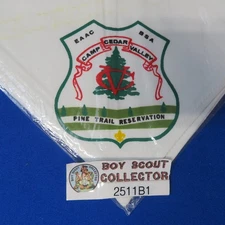 EAAC BSA
CAMP CEDAR VALLEY
CV
PINE TRAIL RESERVATION
BOY SCOUT
COLLECTOR
2511B1